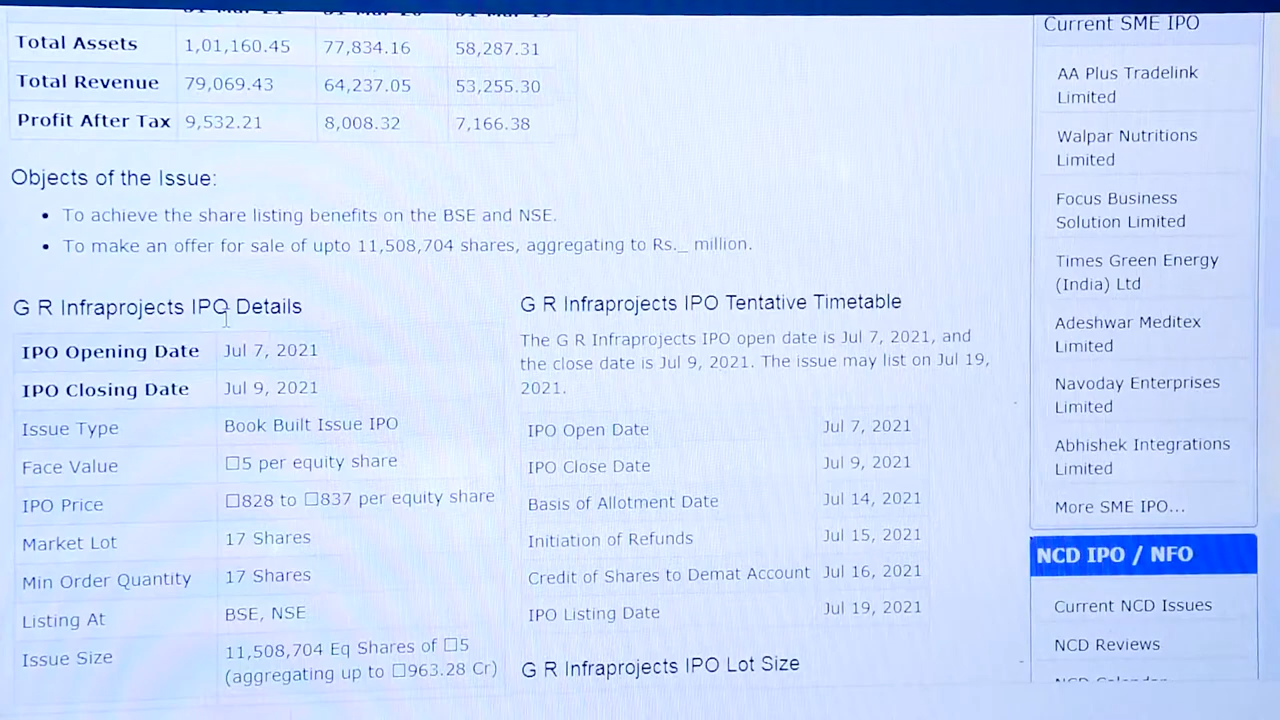 Total Assets 1,01,160.45 77,834.16 58,287.31
Total Revenue 79,069.43 64,237.05 53,255.30
Profit After Tax 9,532.21 8,008.32 7,166.38
Objects of the Issue:
• To achieve the share listing benefits on the BSE and NSE.
• To make an offer for sale of upto 11,508,704 shares, aggregating to Rs._ million.
G R Infraprojects IPO Details
IPO Opening Date Jul 7, 2021
IPO Closing Date Jul 9, 2021
Issue Type Book Built Issue IPO
Face Value □5 per equity share
IPO Price □828 to □837 per equity share
Market Lot 17 Shares
Min Order Quantity 17 Shares
Listing At BSE, NSE
Issue Size 11,508,704 Eq Shares of □5
(aggregating up to □963.28 Cr)
G R Infraprojects IPO Tentative Timetable
The G R Infraprojects IPO open date is Jul 7, 2021, and
the close date is Jul 9, 2021. The issue may list on Jul 19,
2021.
IPO Open Date Jul 7, 2021
IPO Close Date Jul 9, 2021
Basis of Allotment Date Jul 14, 2021
Initiation of Refunds Jul 15, 2021
Credit of Shares to Demat Account Jul 16, 2021
IPO Listing Date Jul 19, 2021
G R Infraprojects IPO Lot Size
Current SME IPO
AA Plus Tradelink
Limited
Walpar Nutritions
Limited
Focus Business
Solution Limited
Times Green Energy
(India) Ltd
Adeshwar Meditex
Limited
Navoday Enterprises
Limited
Abhishek Integrations
Limited
More SME IPO...
NCD IPO / NFO
Current NCD Issues
NCD Reviews